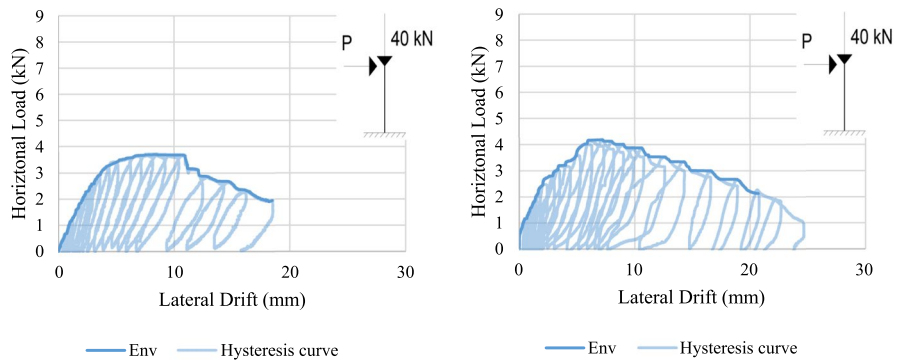 9
8
7
6
5
4
3
2
1
0
Horiztonal Load (kN)
P
40 kN
0 10 20 30
Lateral Drift (mm)
Env Hysteresis curve
9
8
7
6
5
4
3
2
1
0
Horiztonal Load (kN)
P
40 kN
0 10 20 30
Lateral Drift (mm)
Env Hysteresis curve